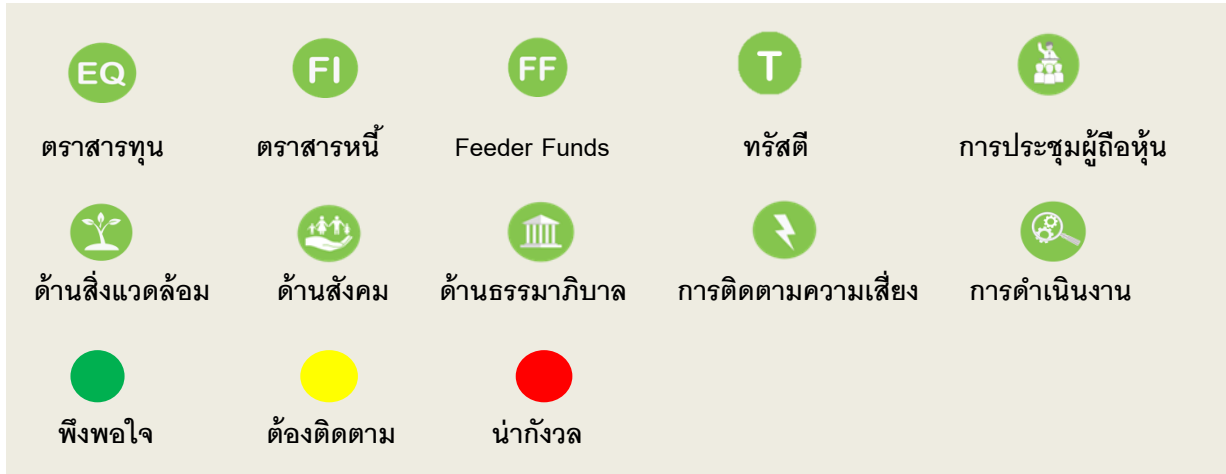 EQ FI FF T
ตราสารทุน ตราสารหนี้ Feeder Funds ทรัสตี การประชุมผู้ถือหุ้น
ด้านสิ่งแวดล้อม ด้านสังคม ด้านธรรมาภิบาล การติดตามความเสี่ยง การดำเนินงาน
พึงพอใจ ต้องติดตาม น่ากังวล